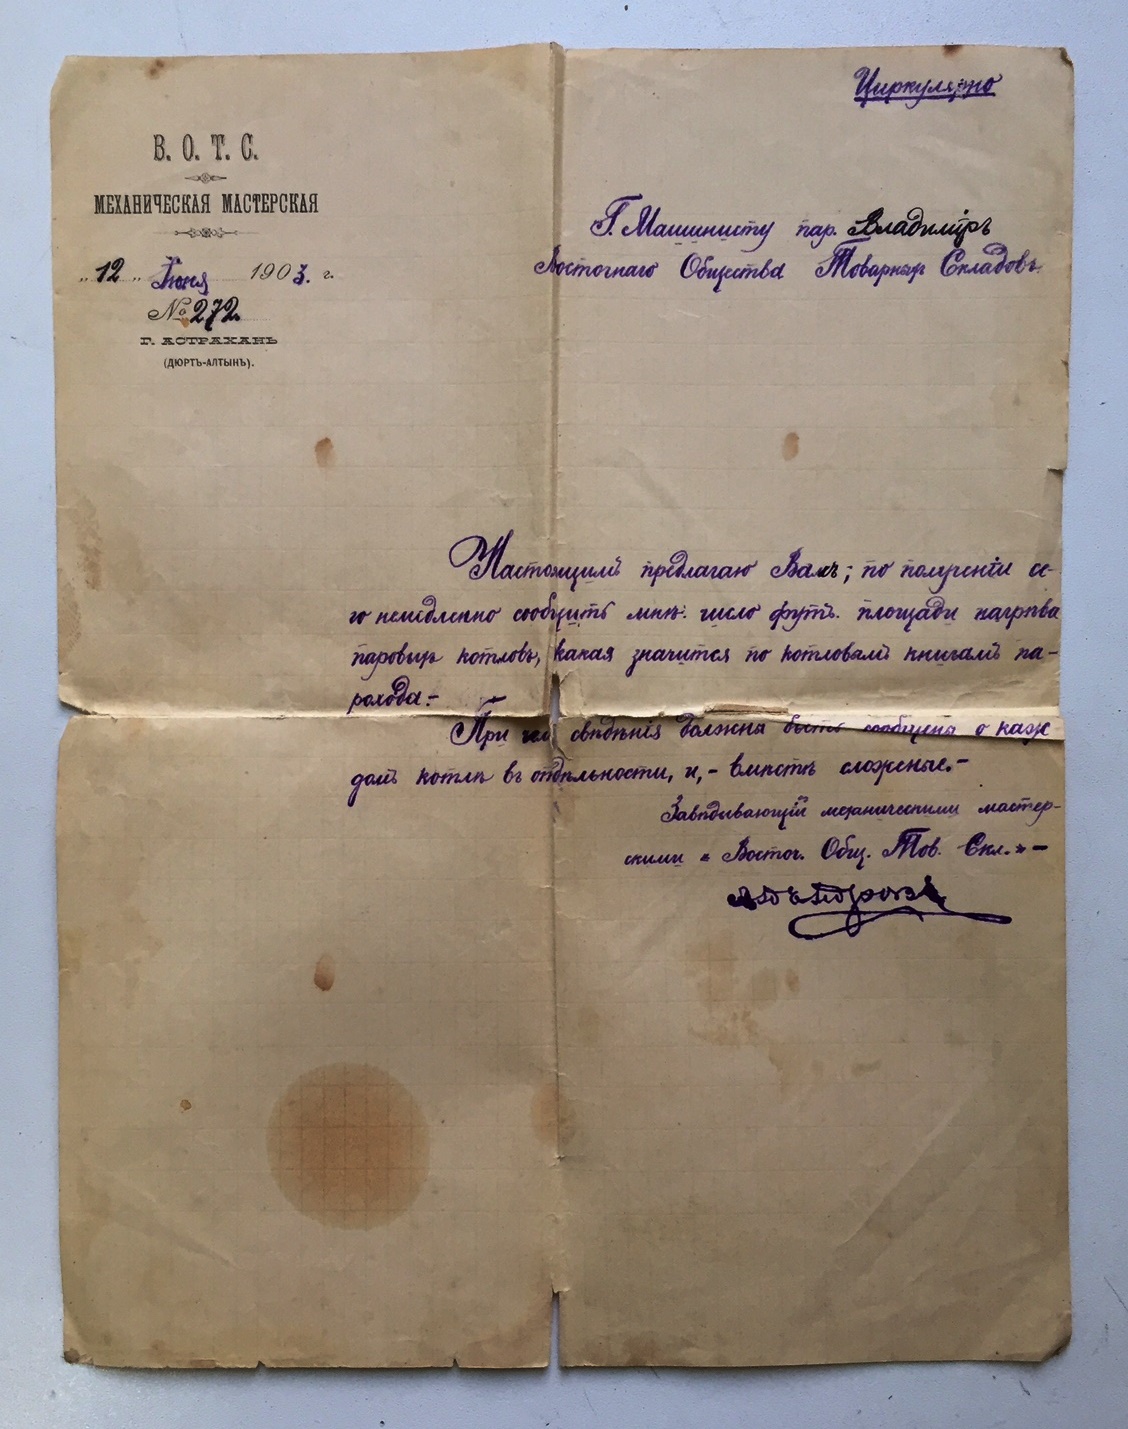 Циркулярно
В. О. Т. С.
МЕХАНИЧЕСКАЯ МАСТЕРСКАЯ
„12„ Іюня 1903. г.
№ 272.
Г. АСТРАХАНЬ
(ДЮРТЪ-АЛТЫНЪ).
Г. Машинисту пар. Владиміръ
Восточнаго Общества Товарныхъ Складовъ.
Настоящимъ предлагаю Вамъ; по полученіи се-
го немедленно сообщить мнѣ: число футъ. площади нагрѣва
паровыхъ котловъ, какая значится по котловымъ книгамъ па-
рохода.-
При чемъ свѣдѣнія должны быть сообщены о каж
домъ котлѣ въ отдѣльности, и,- вмѣстѣ сложеные.-
Завѣдывающій механическими мастер-
скими „ Восточ. Общ. Тов. Скл. "-